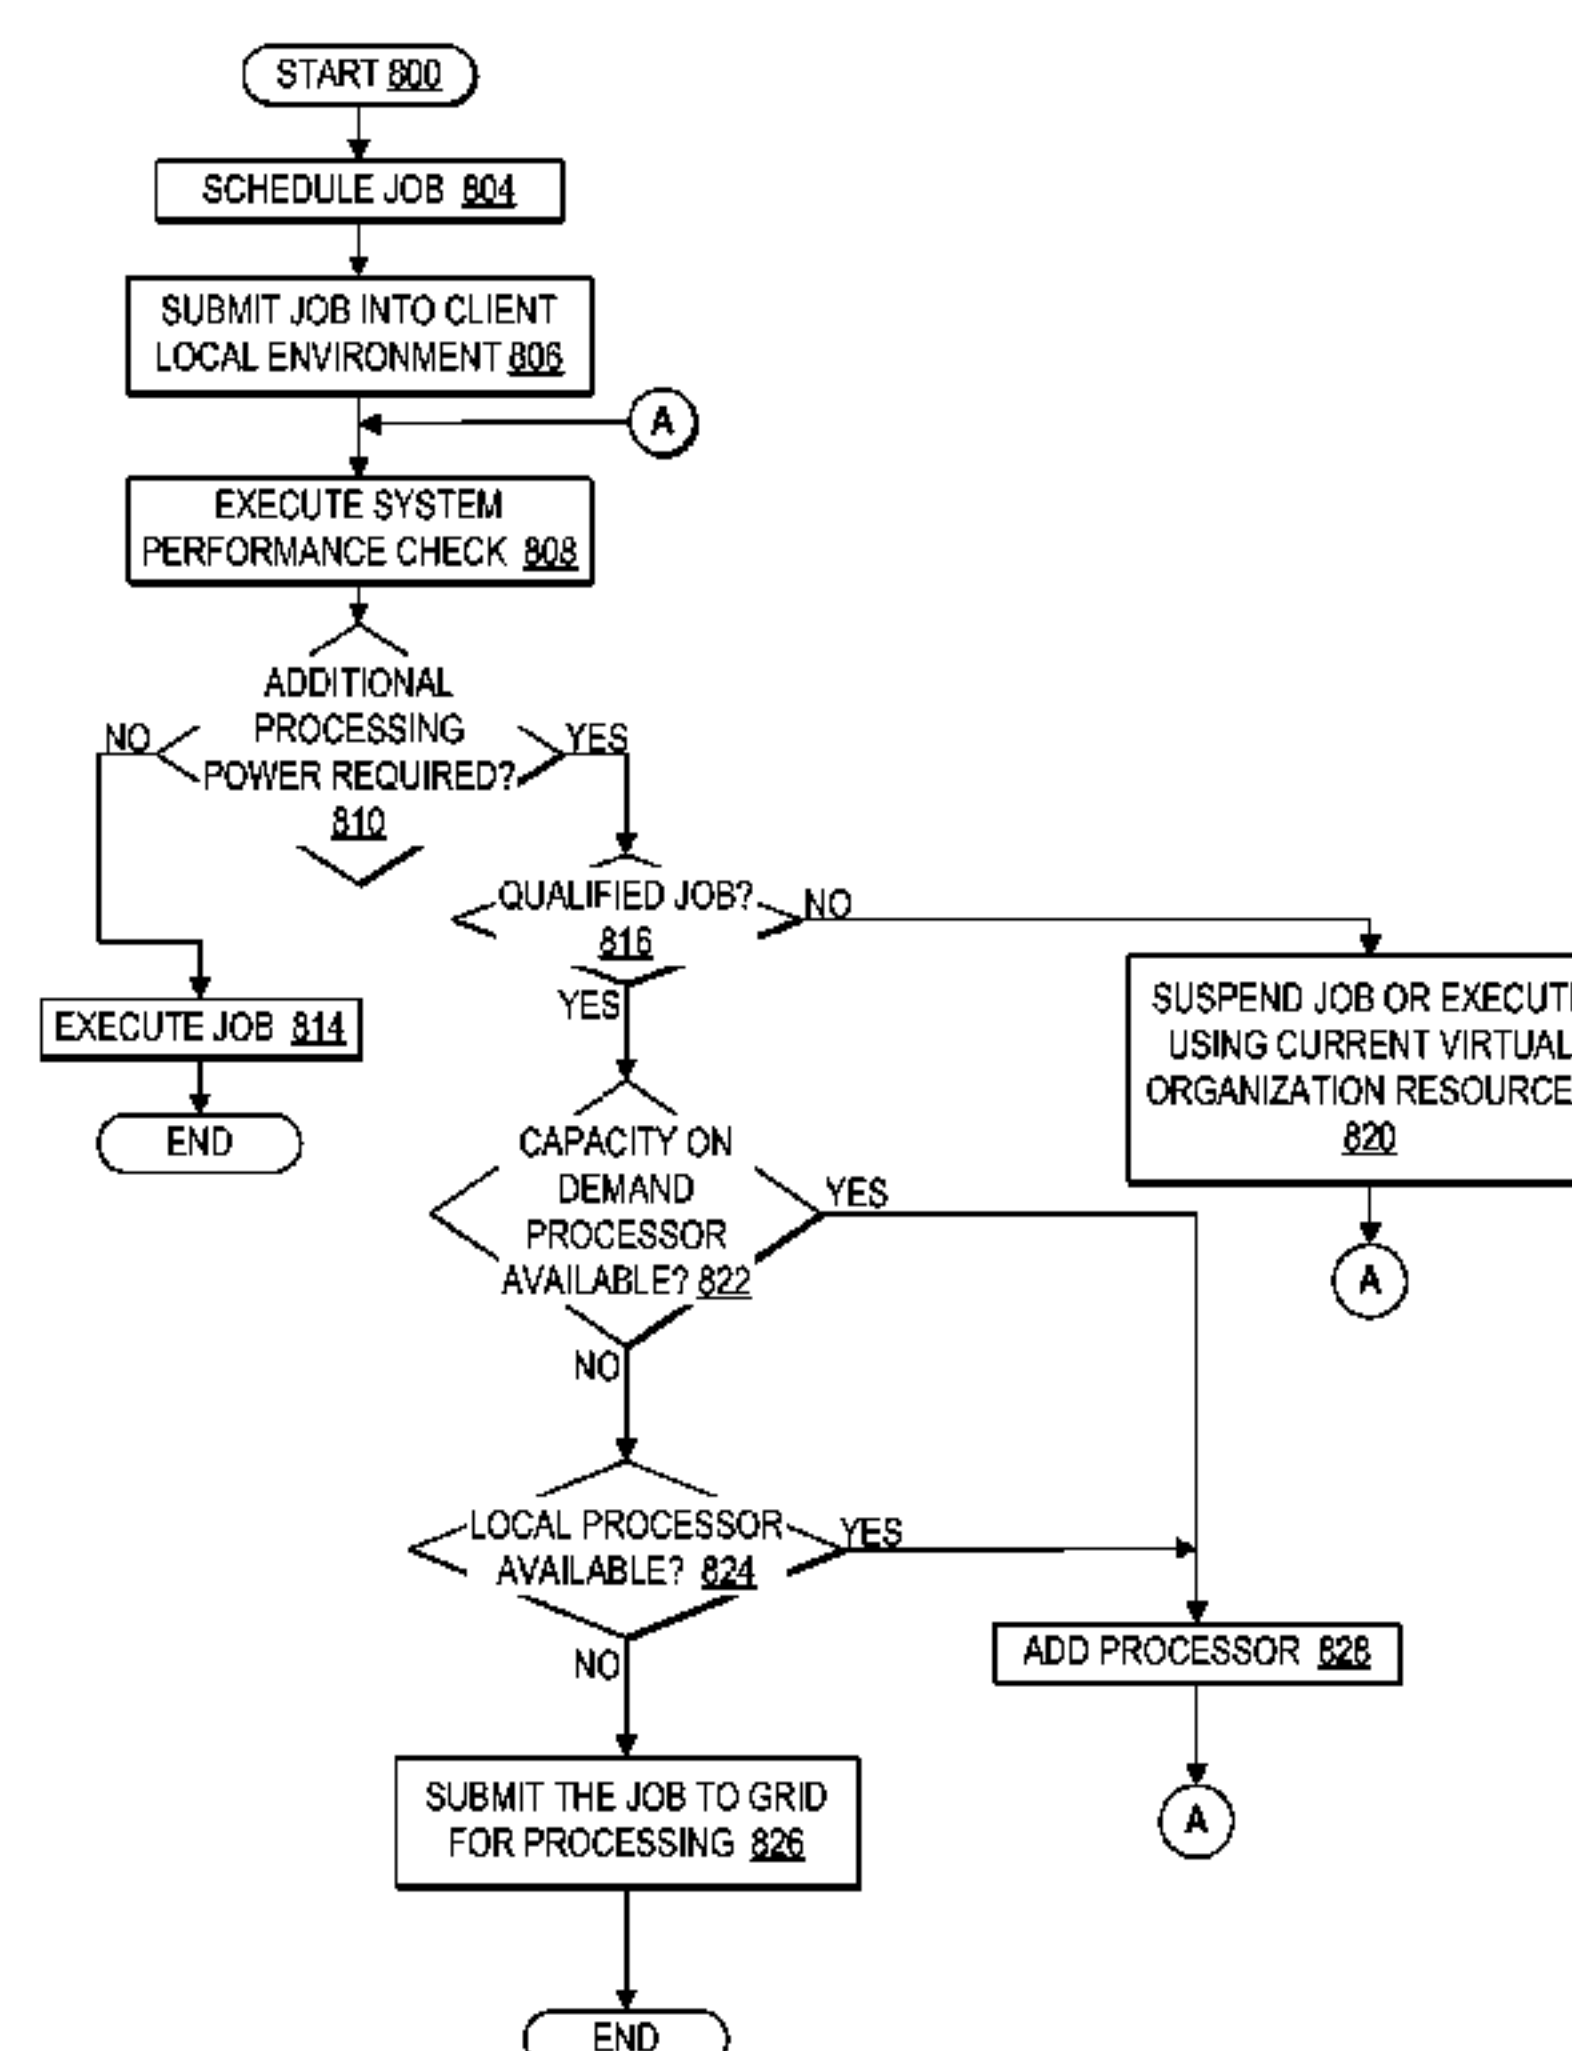 START 800
SCHEDULE JOB 804
SUBMIT JOB INTO CLIENT
LOCAL ENVIRONMENT 806
A
EXECUTE SYSTEM
PERFORMANCE CHECK 808
ADDITIONAL
PROCESSING
POWER REQUIRED?
810
NO
YES
QUALIFIED JOB?
816
NO
YES
EXECUTE JOB 814
END
SUSPEND JOB OR EXECUT
USING CURRENT VIRTUAL
ORGANIZATION RESOURCE
820
A
CAPACITY ON
DEMAND
PROCESSOR
AVAILABLE? 822
YES
NO
LOCAL PROCESSOR
AVAILABLE? 824
YES
NO
ADD PROCESSOR 828
A
SUBMIT THE JOB TO GRID
FOR PROCESSING 826
END